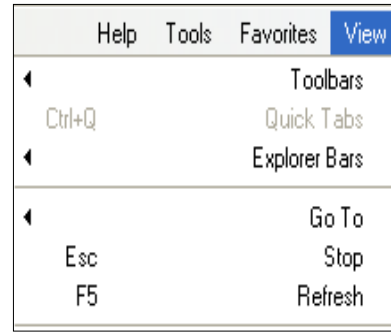 View Favorites Tools Help
Toolbars
Quick Tabs Ctrl+Q
Explorer Bars
Go To
Stop Esc
Refresh F5